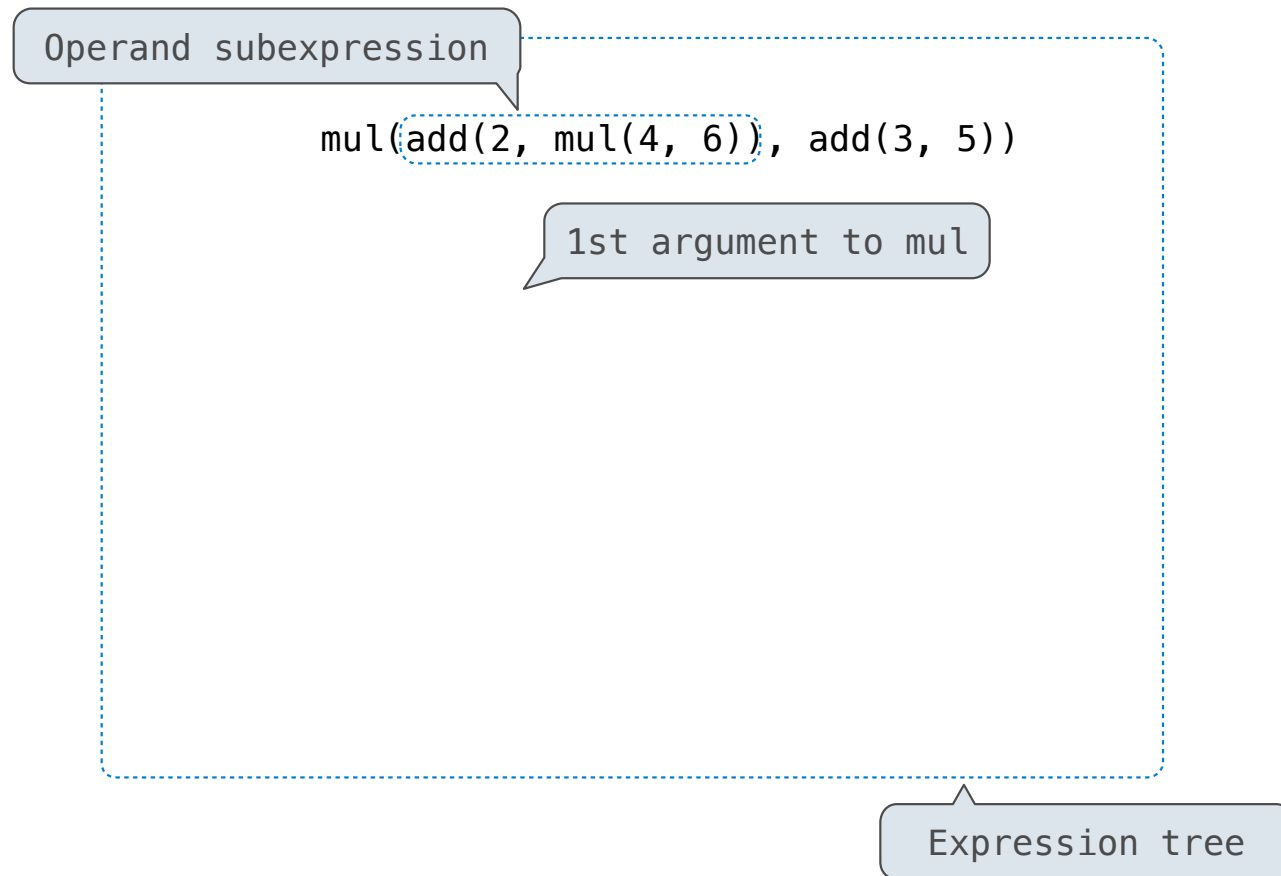 Operand subexpression
mul(add(2, mul(4, 6)), add(3, 5))
1st argument to mul
Expression tree